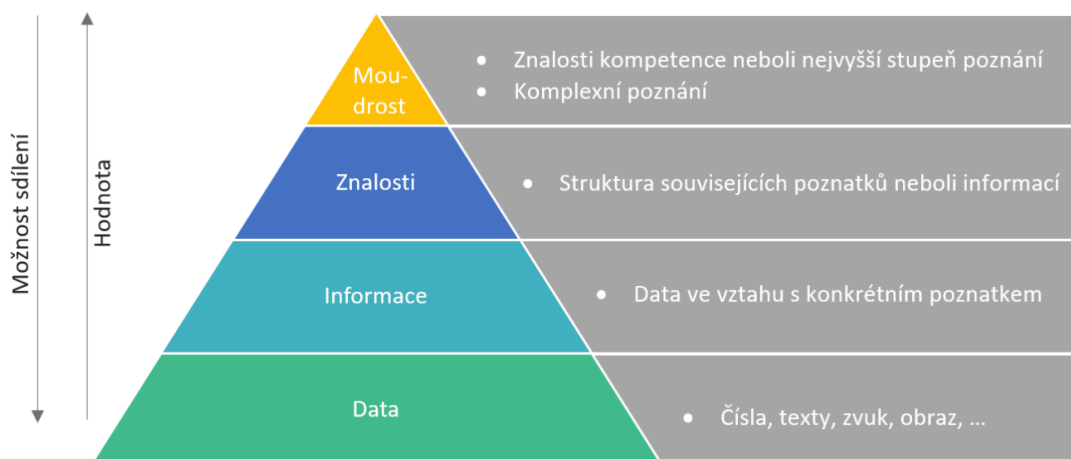 Možnost sdílení
Hodnota
Mou-
drost
• Znalosti kompetence neboli nejvyšší stupeň poznání
• Komplexní poznání
Znalosti
• Struktura souvisejících poznatků neboli informací
Informace
• Data ve vztahu s konkrétním poznatkem
Data
• Čísla, texty, zvuk, obraz, ...